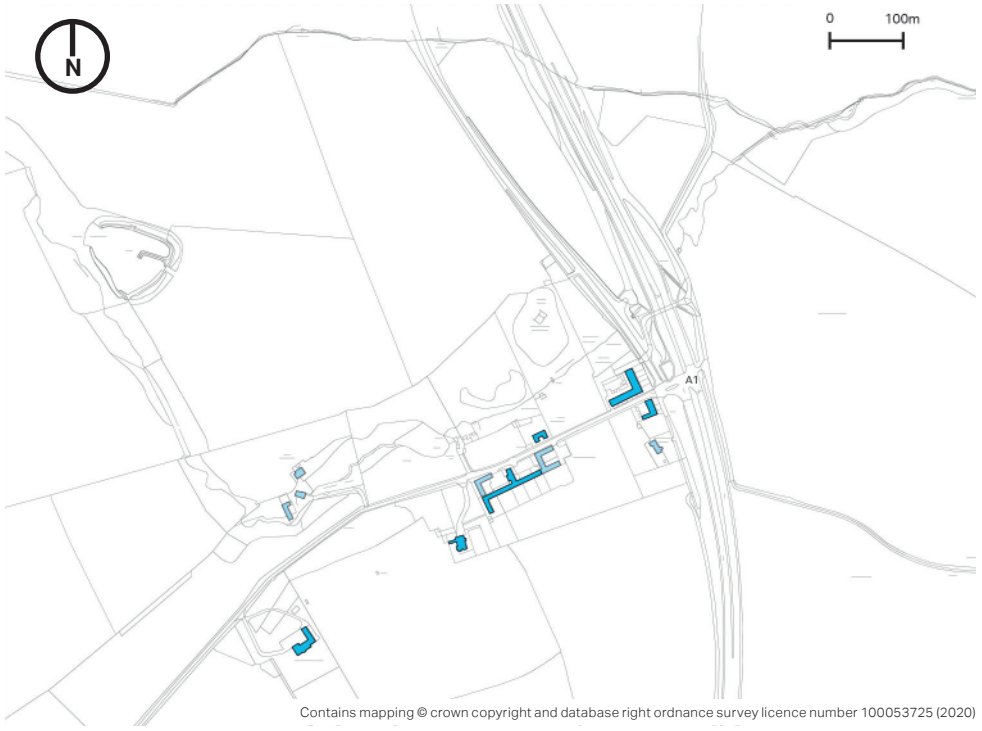 N
0 100m
A1
Contains mapping © crown copyright and database right ordnance survey licence number 100053725 (2020)